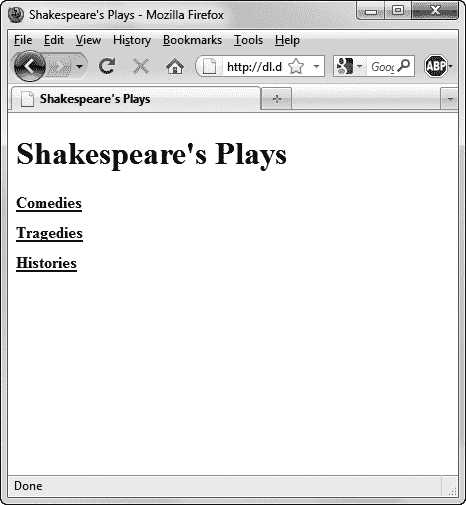 Shakespeare's Plays - Mozilla Firefox
File Edit View History Bookmarks Tools Help
http://dl.d Goo ABP
Shakespeare's Plays
Shakespeare's Plays
Comedies
Tragedies
Histories
Done